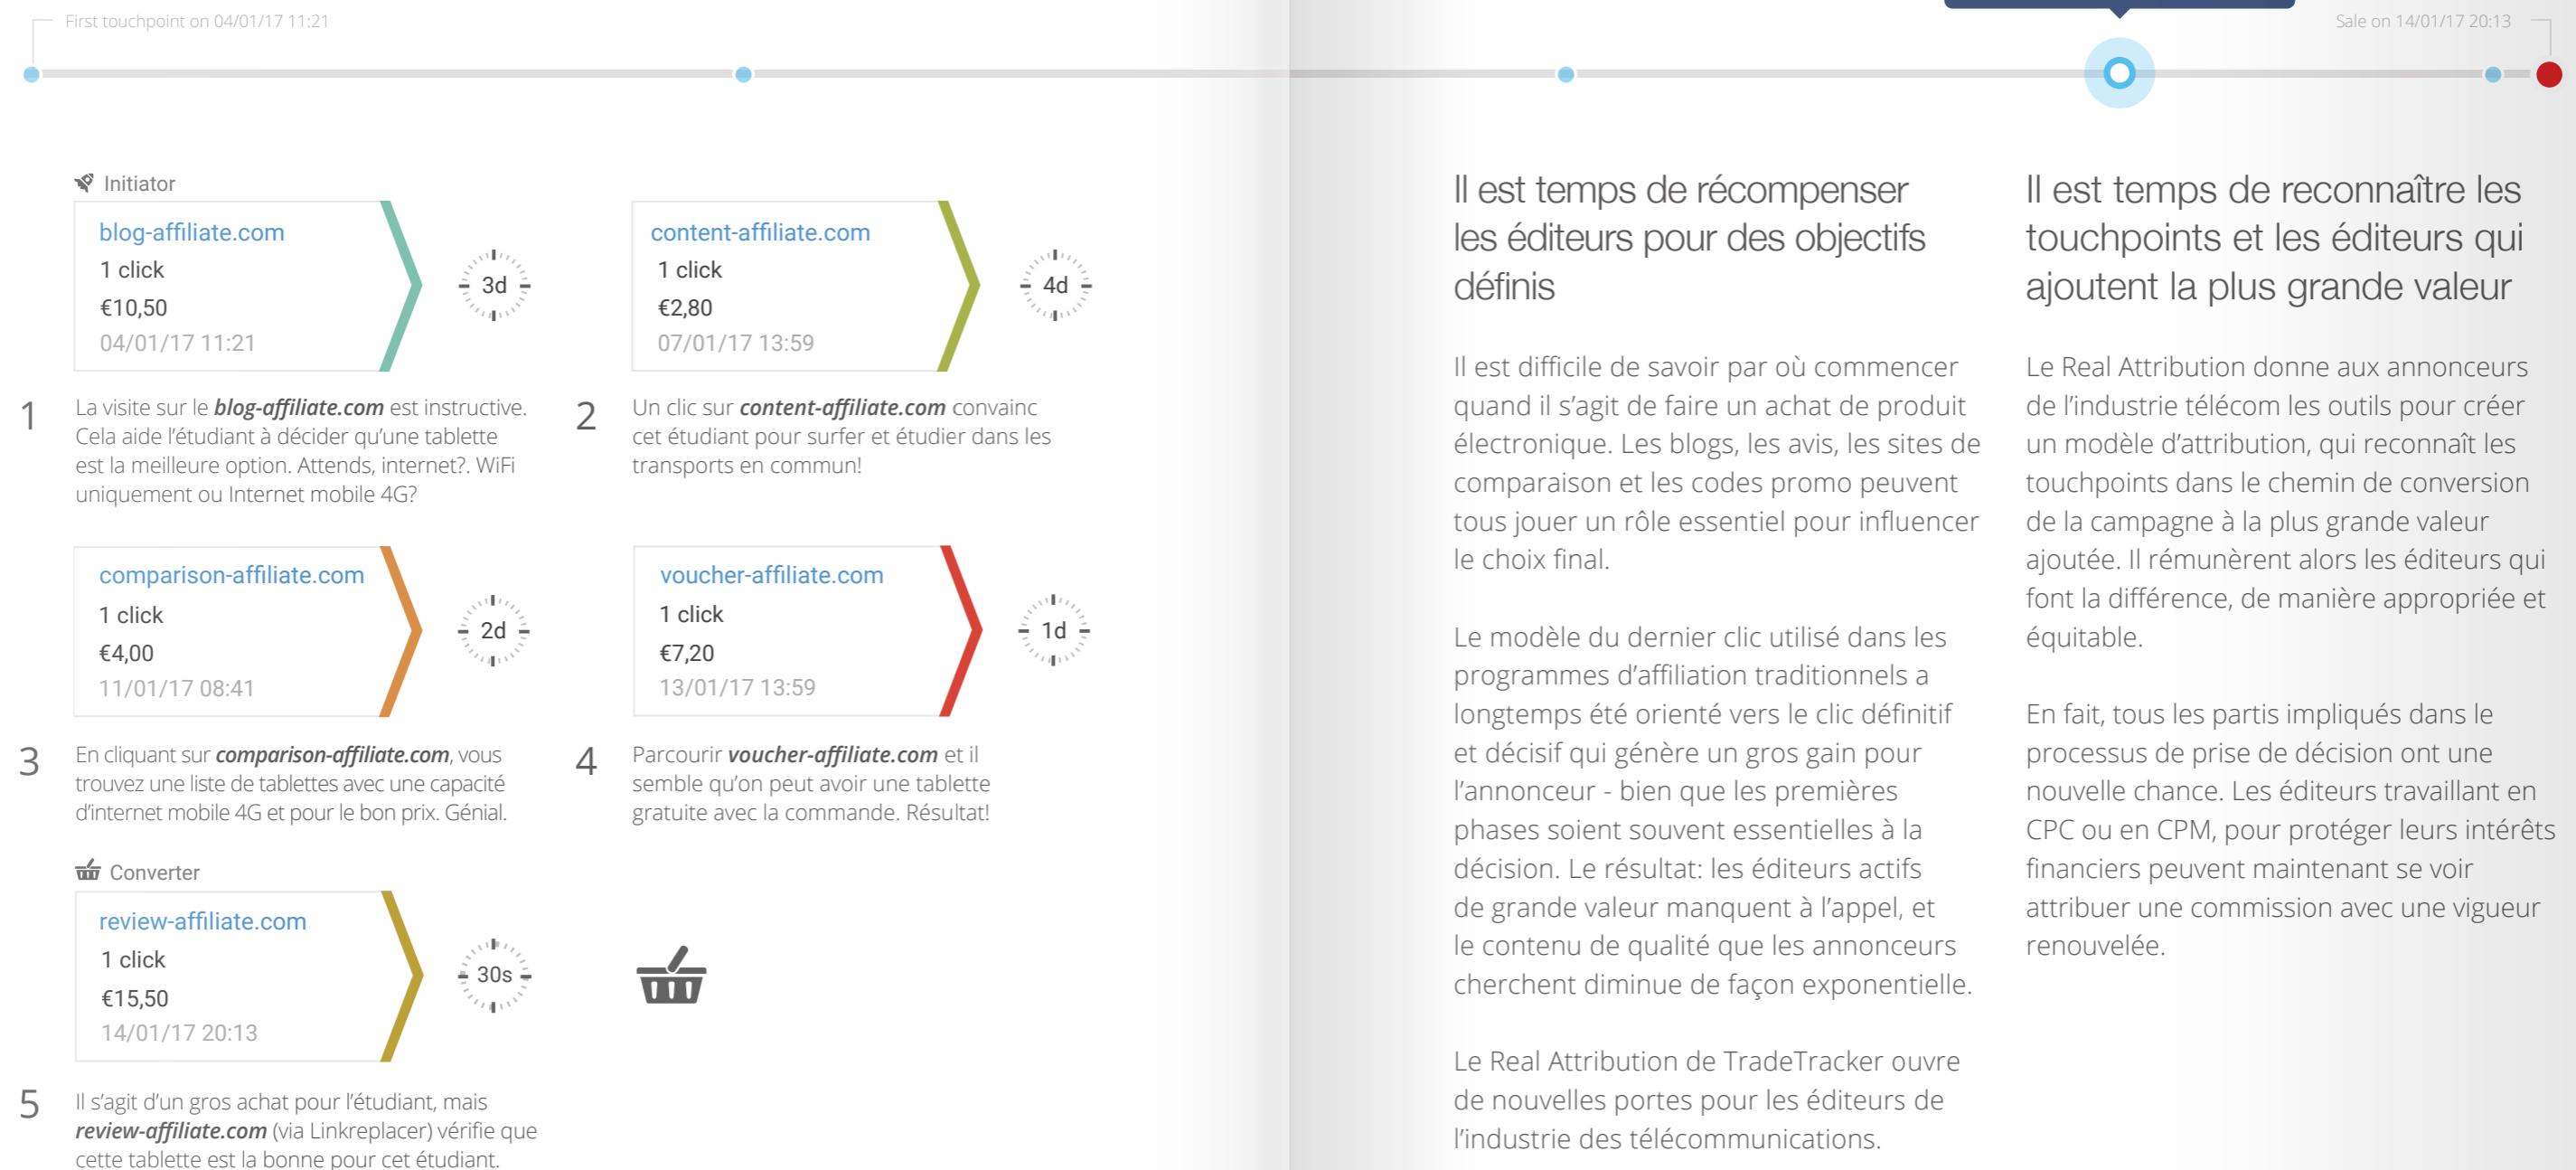 First touchpoint on 04/01/17 11:21
Sale on 14/01/17 20:13
Initiator
blog-affiliate.com
1 click
€10,50
04/01/17 11:21
3d
1
La visite sur le blog-affiliate.com est instructive.
Cela aide l’étudiant à décider qu’une tablette
est la meilleure option. Attends, internet?. WiFi
uniquement ou Internet mobile 4G?
content-affiliate.com
1 click
€2,80
07/01/17 13:59
4d
2
Un clic sur content-affiliate.com convainc
cet étudiant pour surfer et étudier dans les
transports en commun!
comparison-affiliate.com
1 click
€4,00
11/01/17 08:41
2d
3
En cliquant sur comparison-affiliate.com, vous
trouvez une liste de tablettes avec une capacité
d’internet mobile 4G et pour le bon prix. Génial.
voucher-affiliate.com
1 click
€7,20
13/01/17 13:59
1d
4
Parcourir voucher-affiliate.com et il
semble qu’on peut avoir une tablette
gratuite avec la commande. Résultat!
Converter
review-affiliate.com
1 click
€15,50
14/01/17 20:13
30s
5
Il s’agit d’un gros achat pour l’étudiant, mais
review-affiliate.com (via Linkreplacer) vérifie que
cette tablette est la bonne pour cet étudiant.
Il est temps de récompenser
les éditeurs pour des objectifs
définis
Il est difficile de savoir par où commencer
quand il s’agit de faire un achat de produit
électronique. Les blogs, les avis, les sites de
comparaison et les codes promo peuvent
tous jouer un rôle essentiel pour influencer
le choix final.
Le modèle du dernier clic utilisé dans les
programmes d’affiliation traditionnels a
longtemps été orienté vers le clic définitif
et décisif qui génère un gros gain pour
l’annonceur - bien que les premières
phases soient souvent essentielles à la
décision. Le résultat: les éditeurs actifs
de grande valeur manquent à l’appel, et
le contenu de qualité que les annonceurs
cherchent diminue de façon exponentielle.
Le Real Attribution de TradeTracker ouvre
de nouvelles portes pour les éditeurs de
l’industrie des télécommunications.
Il est temps de reconnaître les
touchpoints et les éditeurs qui
ajoutent la plus grande valeur
Le Real Attribution donne aux annonceurs
de l’industrie télécom les outils pour créer
un modèle d’attribution, qui reconnaît les
touchpoints dans le chemin de conversion
de la campagne à la plus grande valeur
ajoutée. Il rémunèrent alors les éditeurs qui
font la différence, de manière appropriée et
équitable.
En fait, tous les partis impliqués dans le
processus de prise de décision ont une
nouvelle chance. Les éditeurs travaillant en
CPC ou en CPM, pour protéger leurs intérêts
financiers peuvent maintenant se voir
attribuer une commission avec une vigueur
renouvelée.